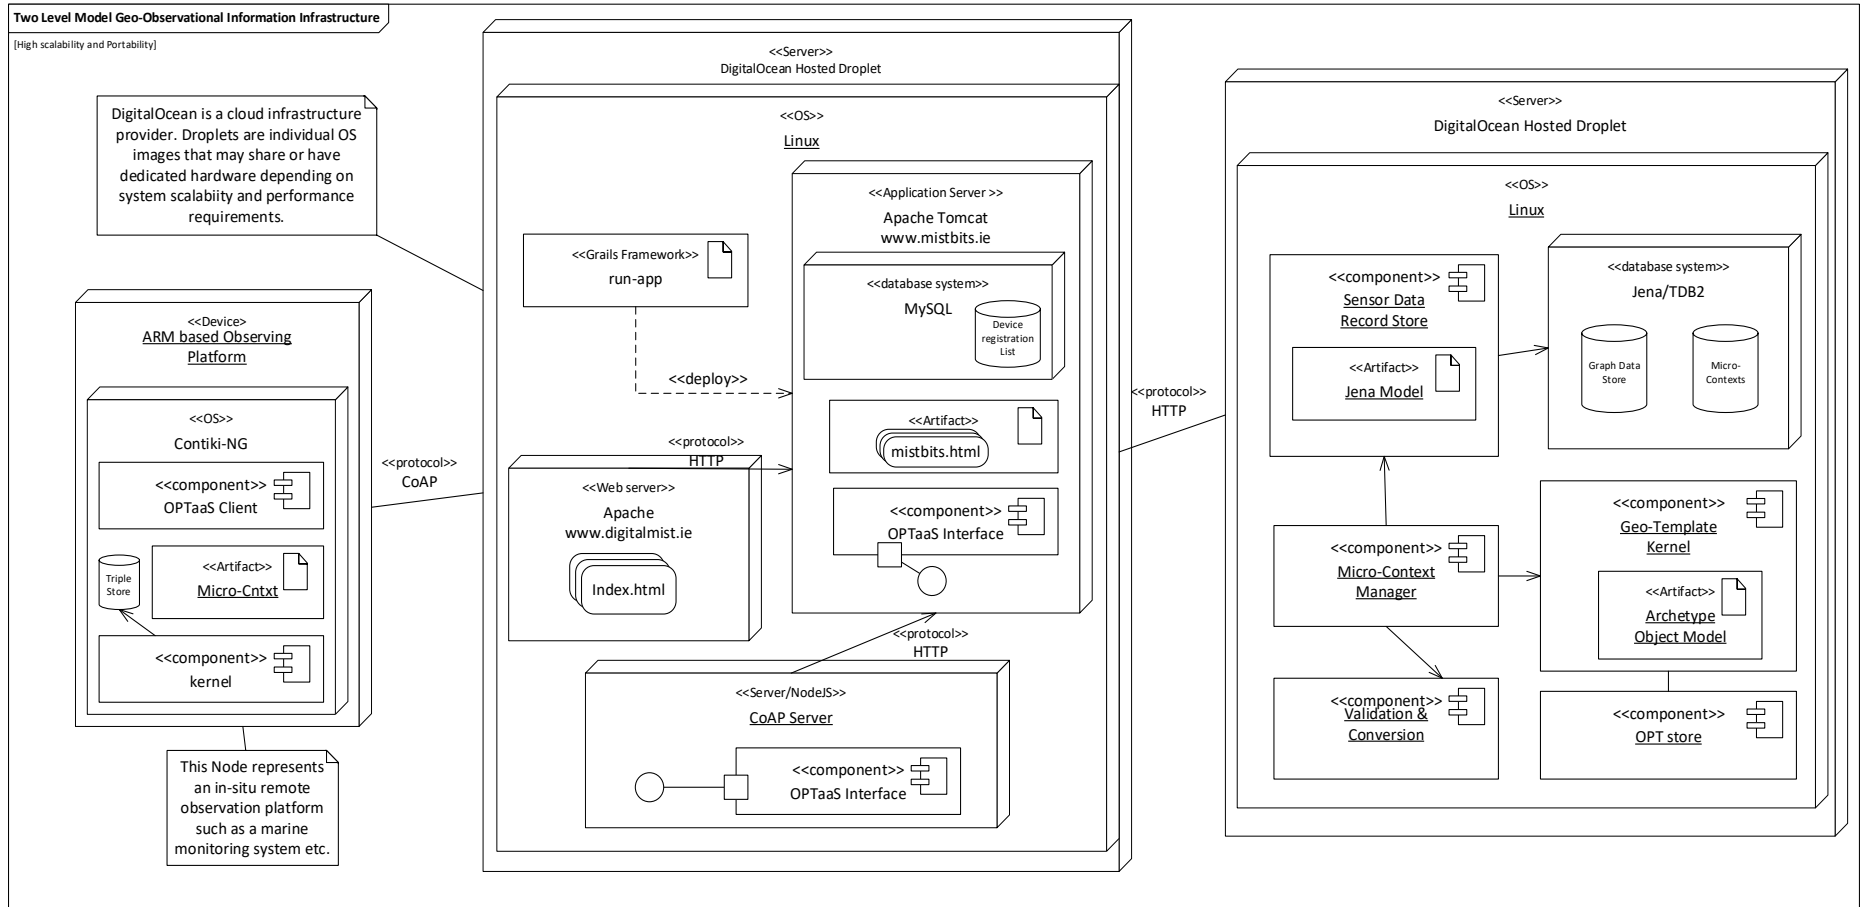 Two Level Model Geo-Observational Information Infrastructure
[High scalability and Portability]
DigitalOcean is a cloud infrastructure
provider. Droplets are individual OS
images that may share or have
dedicated hardware depending on
system scalabiity and performance
requirements.
<<Device>
ARM based Observing
Platform
<<OS>>
Contiki-NG
<<component>>
OPTaaS Client
Triple
Store
<<Artifact>>
Micro-Cntxt
<<component>>
kernel
This Node represents
an in-situ remote
observation platform
such as a marine
monitoring system etc.
<<protocol>>
CoAP
<<Server>>
DigitalOcean Hosted Droplet
<<OS>>
Linux
<<Grails Framework>>
run-app
<<deploy>>
<<protocol>>
HTTP
<<Web server>>
Apache
www.digitalmist.ie
Index.html
<<Application Server >>
Apache Tomcat
www.mistbits.ie
<<database system>>
MySQL
Device
registration
List
<<Artifact>>
mistbits.html
<<component>>
OPTaaS Interface
<<protocol>>
HTTP
<<Server/NodeJS>>
CoAP Server
<<component>>
OPTaaS Interface
<<protocol>>
HTTP
<<Server>>
DigitalOcean Hosted Droplet
<<OS>>
Linux
<<component>>
Sensor Data
Record Store
<<Artifact>>
Jena Model
<<database system>>
Jena/TDB2
Graph Data
Store
Micro-
Contexts
<<component>>
Micro-Context
Manager
<<component>>
Geo-Template
Kernel
<<Artifact>>
Archetype
Object Model
<<component>>
Validation &
Conversion
<<component>>
OPT store